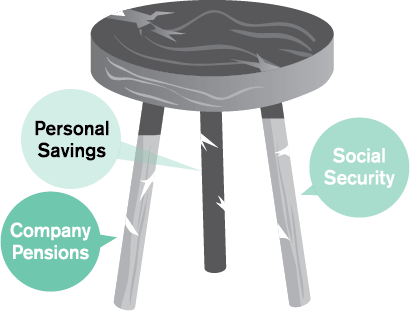 Personal
Savings
Social
Security
Company
Pensions